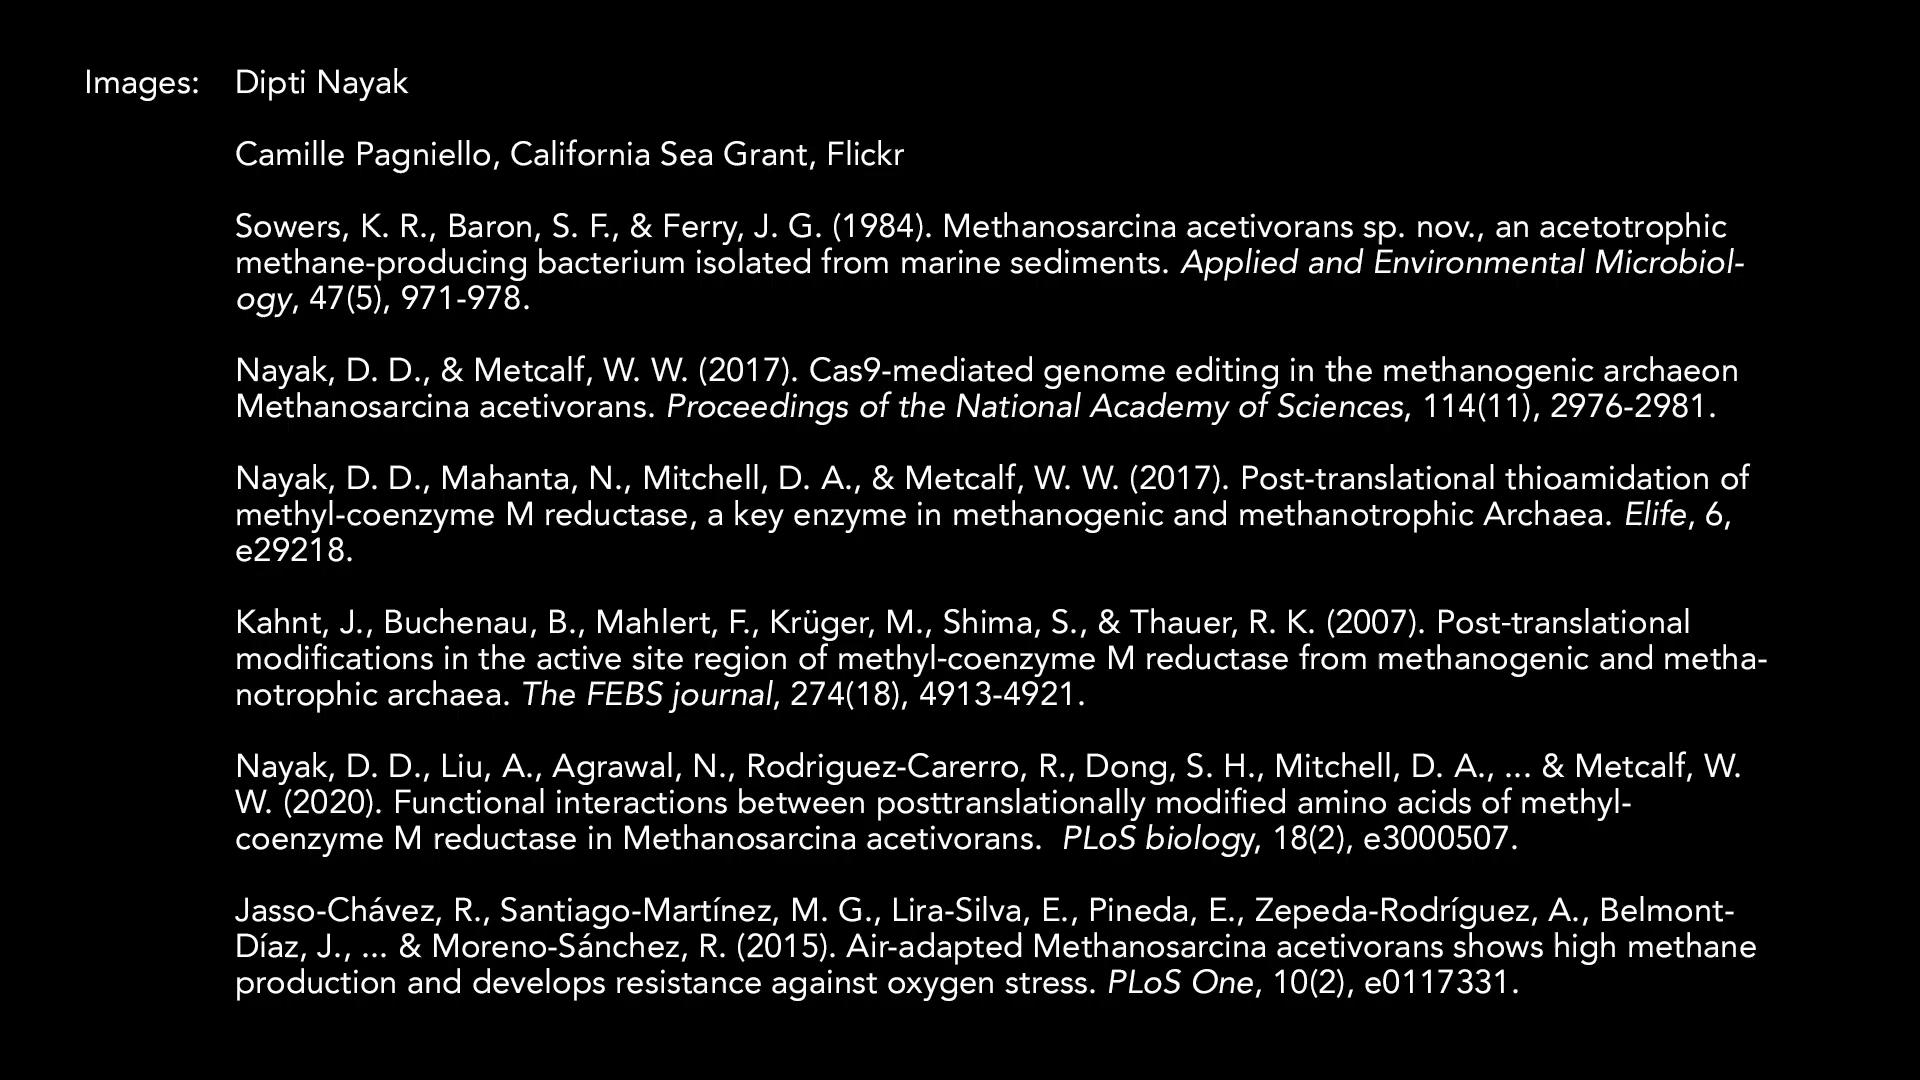 Images: Dipti Nayak
Camille Pagniello, California Sea Grant, Flickr
Sowers, K. R., Baron, S. F., & Ferry, J. G. (1984). Methanosarcina acetivorans sp. nov., an acetotrophic
methane-producing bacterium isolated from marine sediments. Applied and Environmental Microbiol-
ogy, 47(5), 971-978.
Nayak, D. D., & Metcalf, W. W. (2017). Cas9-mediated genome editing in the methanogenic archaeon
Methanosarcina acetivorans. Proceedings of the National Academy of Sciences, 114(11), 2976-2981.
Nayak, D. D., Mahanta, N., Mitchell, D. A., & Metcalf, W. W. (2017). Post-translational thioamidation of
methyl-coenzyme M reductase, a key enzyme in methanogenic and methanotrophic Archaea. Elife, 6,
e29218.
Kahnt, J., Buchenau, B., Mahlert, F., Krüger, M., Shima, S., & Thauer, R. K. (2007). Post-translational
modifications in the active site region of methyl-coenzyme M reductase from methanogenic and metha-
notrophic archaea. The FEBS journal, 274(18), 4913-4921.
Nayak, D. D., Liu, A., Agrawal, N., Rodriguez-Carerro, R., Dong, S. H., Mitchell, D. A., ... & Metcalf, W.
W. (2020). Functional interactions between posttranslationally modified amino acids of methyl-
coenzyme M reductase in Methanosarcina acetivorans. PLoS biology, 18(2), e3000507.
Jasso-Chávez, R., Santiago-Martínez, M. G., Lira-Silva, E., Pineda, E., Zepeda-Rodríguez, A., Belmont-
Díaz, J., ... & Moreno-Sánchez, R. (2015). Air-adapted Methanosarcina acetivorans shows high methane
production and develops resistance against oxygen stress. PLoS One, 10(2), e0117331.